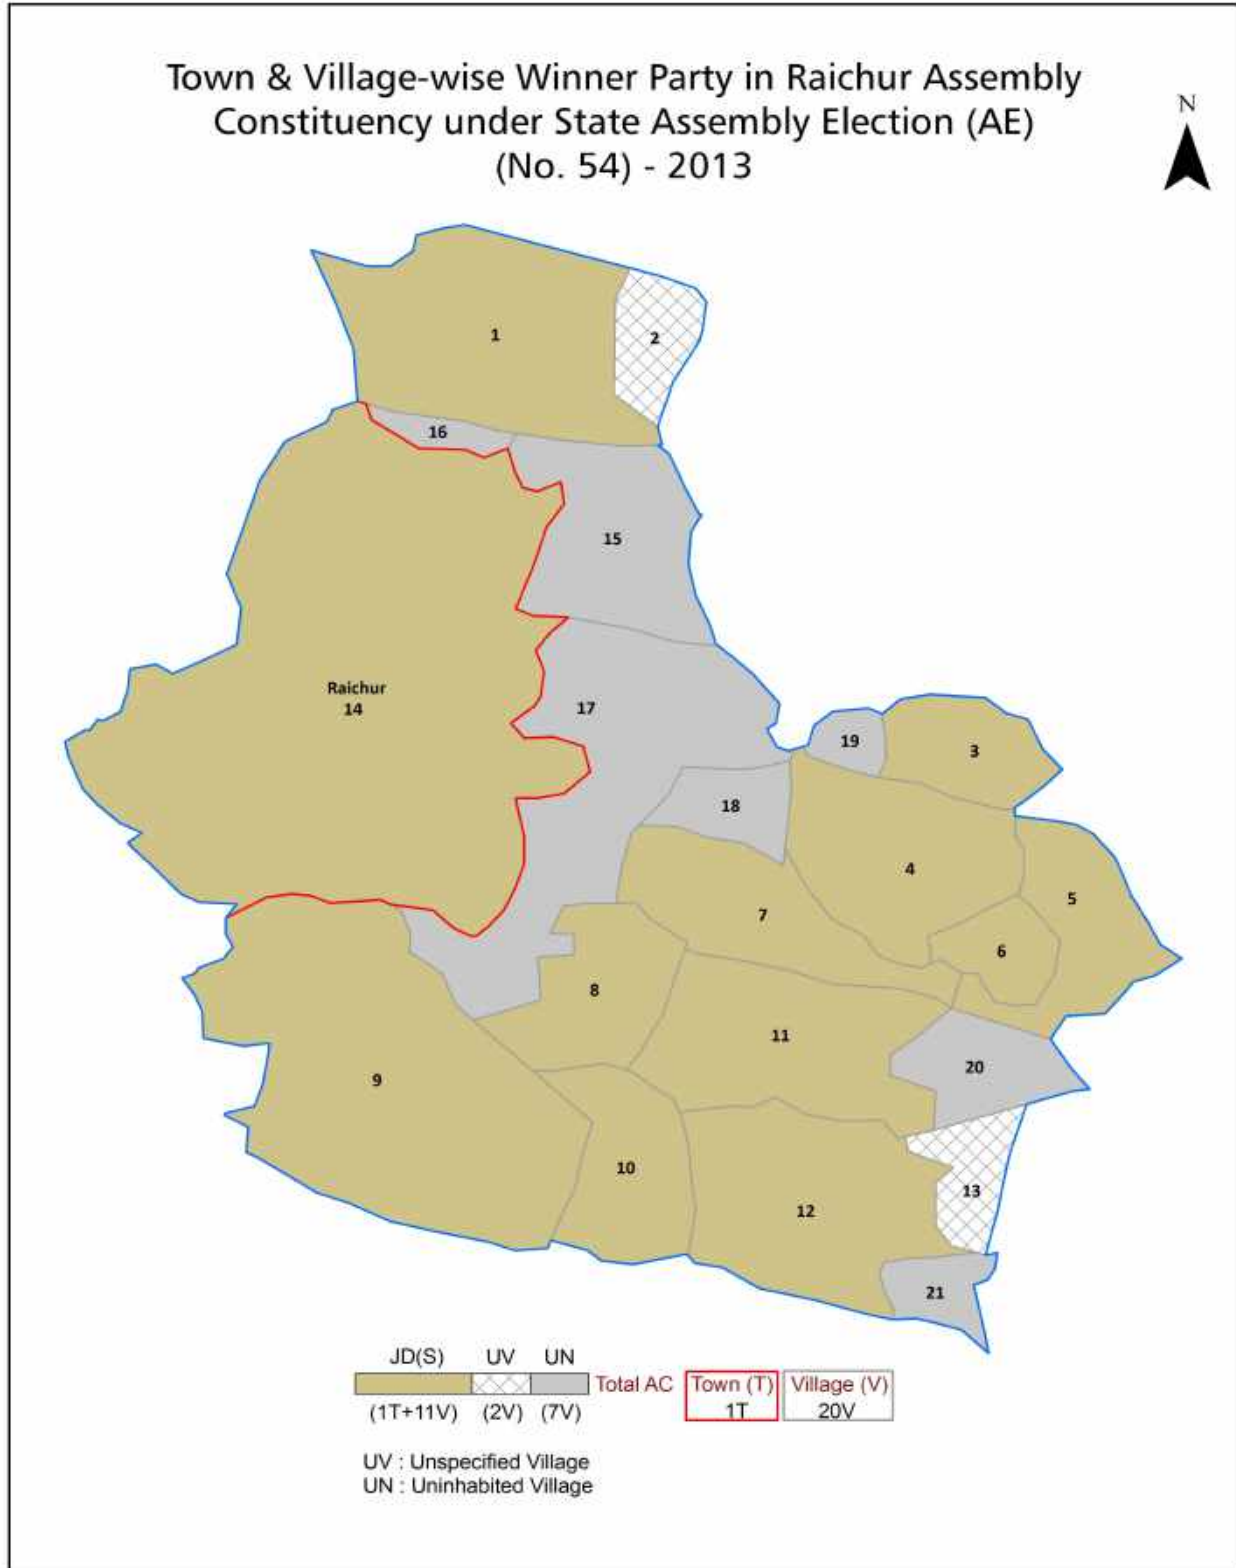 Town & Village-wise Winner Party in Raichur Assembly
Constituency under State Assembly Election (AE)
(No. 54) - 2013
N
1
2
16
15
Raichur
14
17
19
3
18
4
5
7
6
8
11
20
9
10
13
12
21
JD(S) UV UN
Total AC Town (T) Village (V)
(1T+11V) (2V) (7V) 1T 20V
UV : Unspecified Village
UN : Uninhabited Village